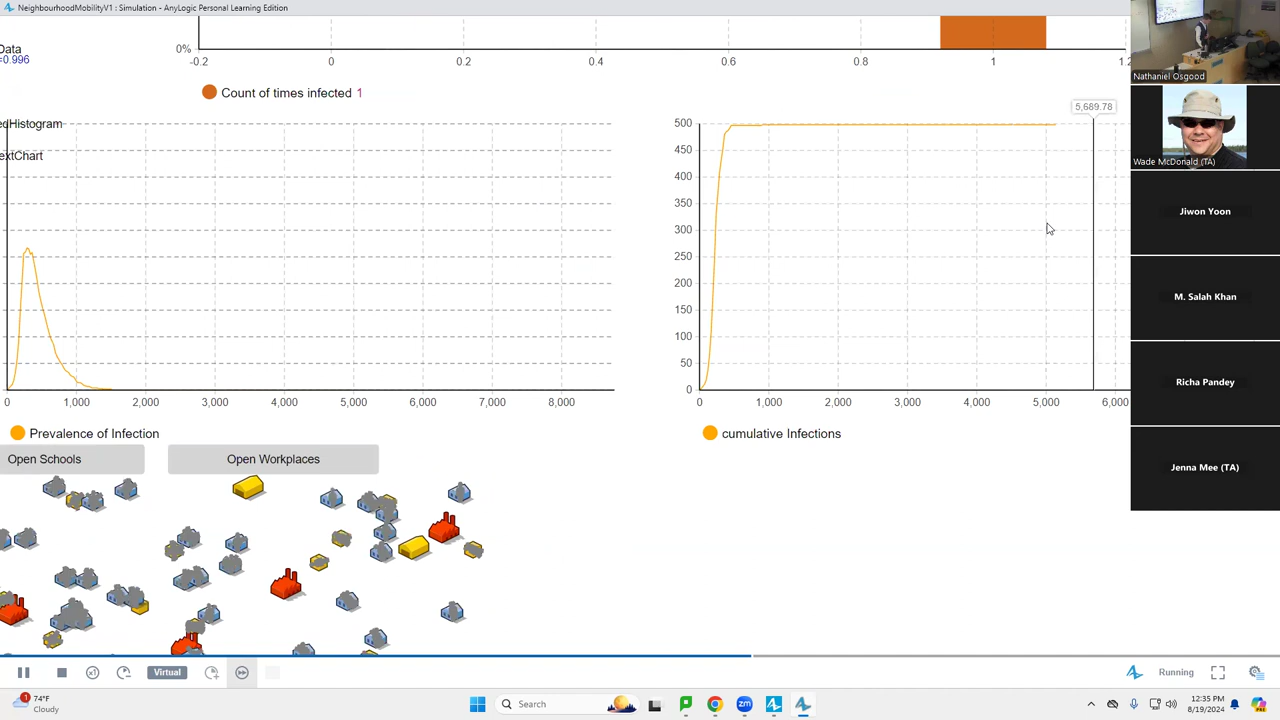 NeighbourhoodMobilityV1 : Simulation - AnyLogic Personal Learning Edition
Data
=0.996
0%
-0.2 0 0.2 0.4 0.6 0.8 1 1.2
Count of times infected 1
edHistogram
extChart
0 1,000 2,000 3,000 4,000 5,000 6,000 7,000 8,000
Prevalence of Infection
5,689.78
500
450
400
350
300
250
200
150
100
50
0
0 1,000 2,000 3,000 4,000 5,000 6,000
cumulative Infections
Open Schools
Open Workplaces
Nathaniel Osgood
Wade McDonald (TA)
Jiwon Yoon
M. Salah Khan
Richa Pandey
Jenna Mee (TA)
x1
Virtual
Running
1
74°F
Cloudy
Search
zm
12:35 PM
8/19/2024